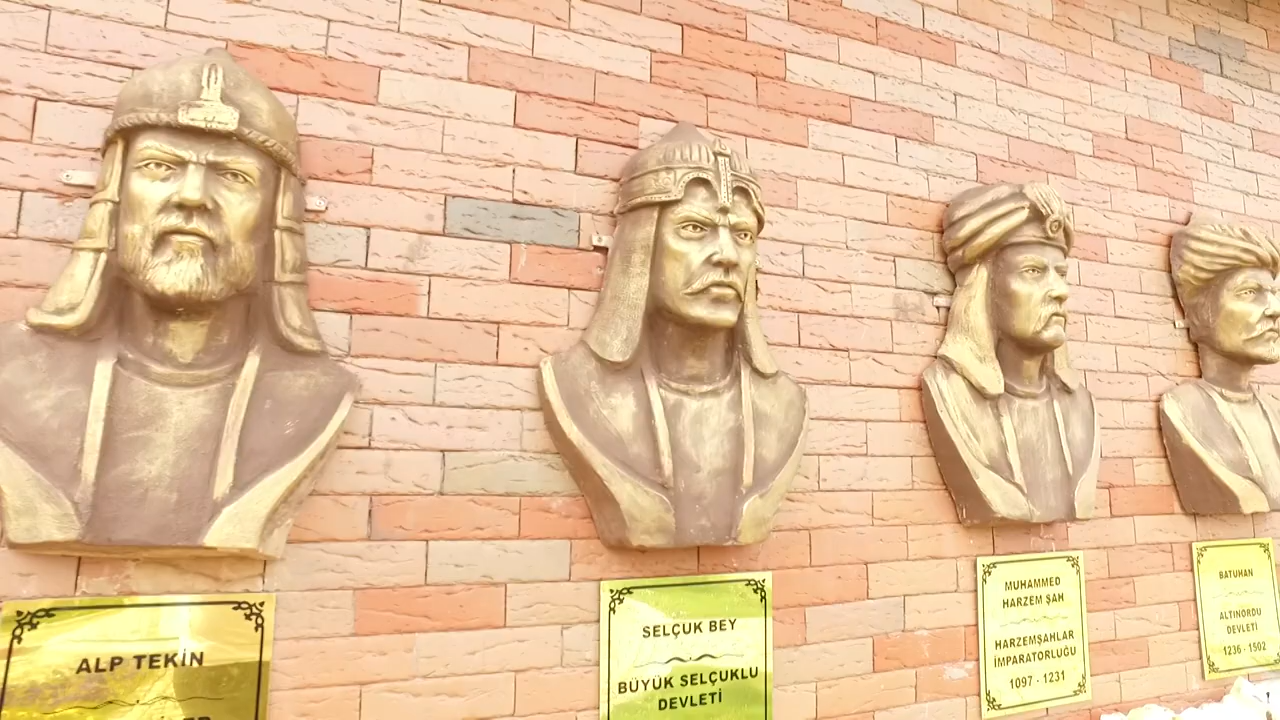 ALP TEKİN
SELÇUK BEY
BÜYÜK SELÇUKLU
DEVLETİ
MUHAMMED
HARZEM ŞAH
HARZEMŞAHLAR
İMPARATORLUĞU
1097 - 1231
BATUHAN
ALTINORDU
DEVLETİ
1236 - 1502